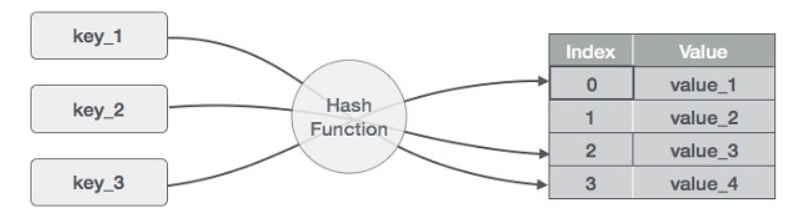 key_1
key_2
key_3
Hash
Function
Index Value
0 value_1
1 value_2
2 value_3
3 value_4